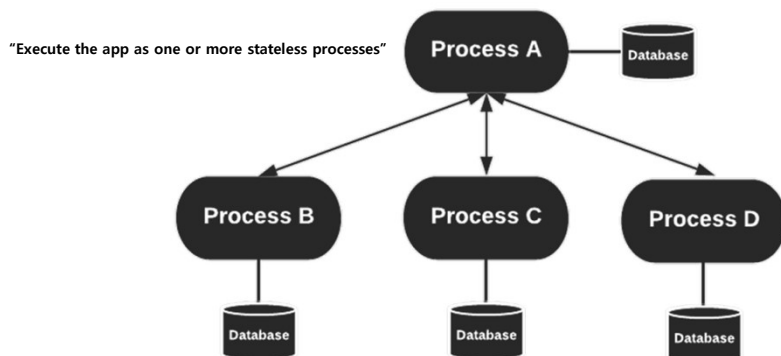 “Execute the app as one or more stateless processes”
Process A
Database
Process B
Process C
Process D
Database
Database
Database